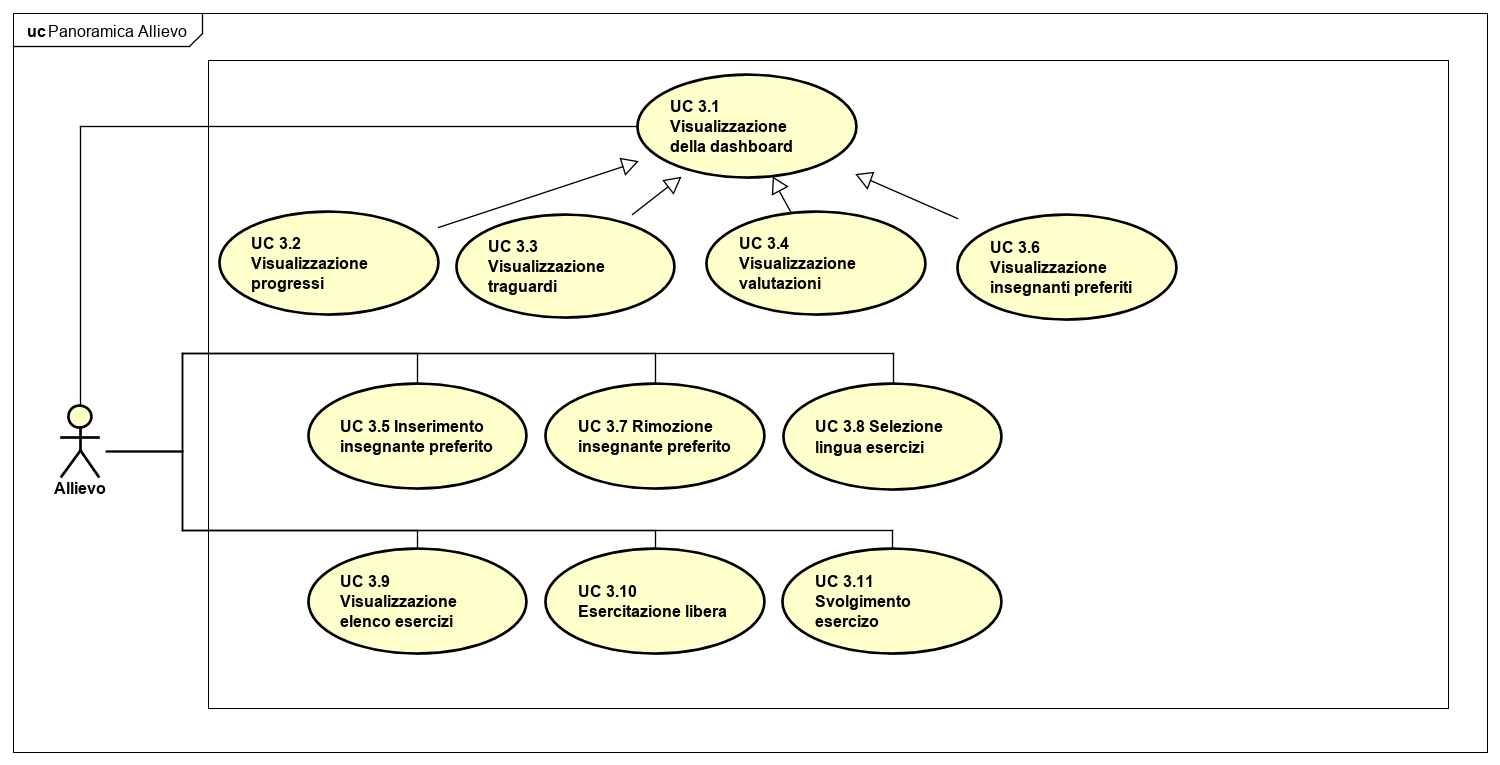 uc Panoramica Allievo
UC 3.1
Visualizzazione
della dashboard
UC 3.2
Visualizzazione
progressi
UC 3.3
Visualizzazione
traguardi
UC 3.4
Visualizzazione
valutazioni
UC 3.6
Visualizzazione
insegnanti preferiti
UC 3.5 Inserimento
insegnante preferito
UC 3.7 Rimozione
insegnante preferito
UC 3.8 Selezione
lingua esercizi
Allievo
UC 3.9
Visualizzazione
elenco esercizi
UC 3.10
Esercitazione libera
UC 3.11
Svolgimento
esercizo